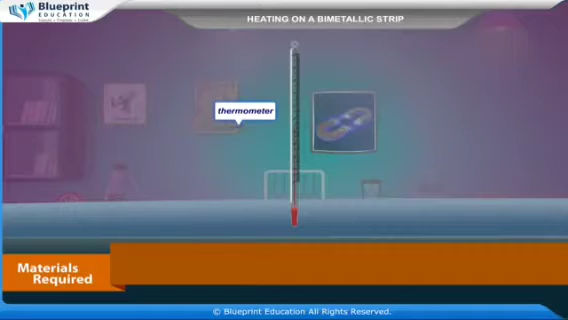 Blueprint
EDUCATION
HEATING ON A BIMETALLIC STRIP
thermometer
Materials
Required
© Blueprint Education All Rights Reserved.